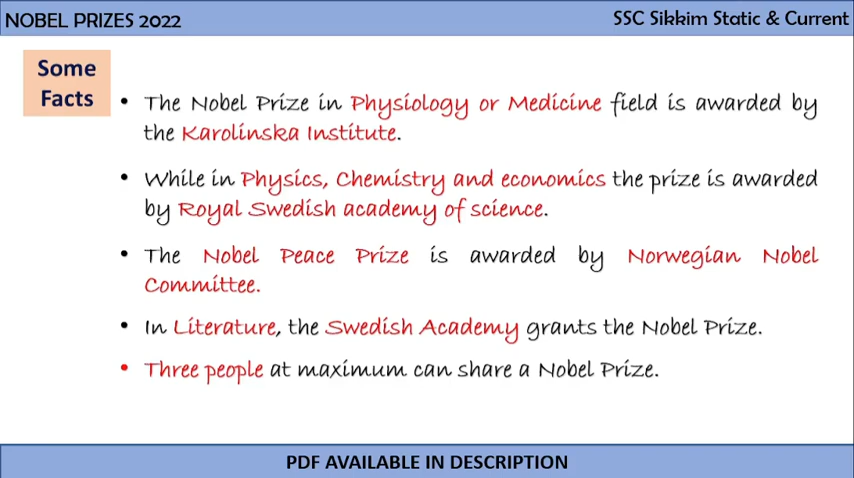 NOBEL PRIZES 2022
SSC Sikkim Static & Current
Some
Facts
• The Nobel Prize in Physiology or Medicine field is awarded by
the Karolinska Institute.
• While in Physics, Chemistry and economics the prize is awarded
by Royal Swedish academy of science.
• The Nobel Peace Prize is awarded by Norwegian Nobel
Committee.
• In Literature, the Swedish Academy grants the Nobel Prize.
• Three people at maximum can share a Nobel Prize.
PDF AVAILABLE IN DESCRIPTION